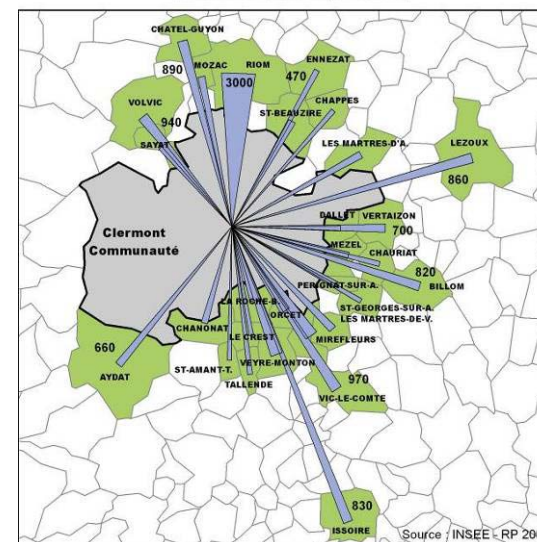 CHATEL-GUYON
890
MOZAC
RIOM
3000
470
ENNEZAT
VOLVIC
940
SAYAT
ST-BEAUZIRE
CHAPPES
LES MARTRES-D'A.
LEZOUX
860
Clermont
Communauté
DALLET
VERTAIZON
700
MEZEL
CHAURIAT
820
BILLOM
PERIGNAT-SUR-A.
ST-GEORGES-SUR-A.
LES MARTRES-DE-V.
LA ROCHE-B.
ORCET
CHANONAT
LE CREST
MIREFLEURS
660
AYDAT
ST-AMANT-T.
VEYRE-MONTON
TALLENDE
970
VIC-LE-COMTE
830
ISSOIRE
Source : INSEE - RP 200